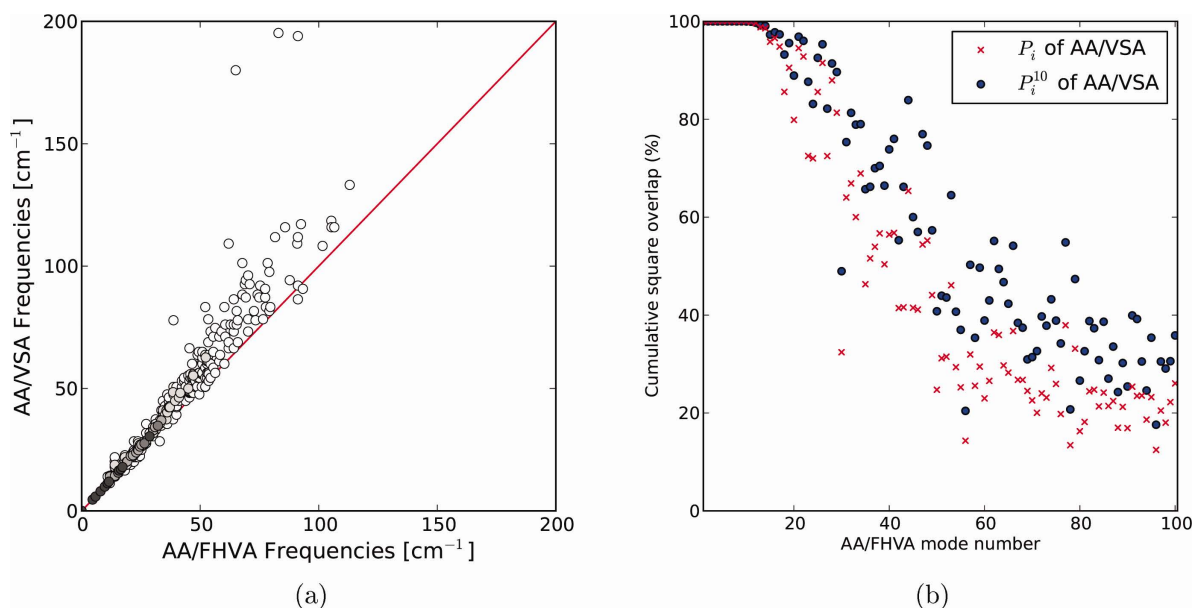 200
150
100
50
0
AA/VSA Frequencies [cm⁻¹]
0 50 100 150 200
AA/FHVA Frequencies [cm⁻¹]
(a)
100
80
60
40
20
0
Cumulative square overlap (%)
P_i of AA/VSA
P_i^10 of AA/VSA
20 40 60 80 100
AA/FHVA mode number
(b)